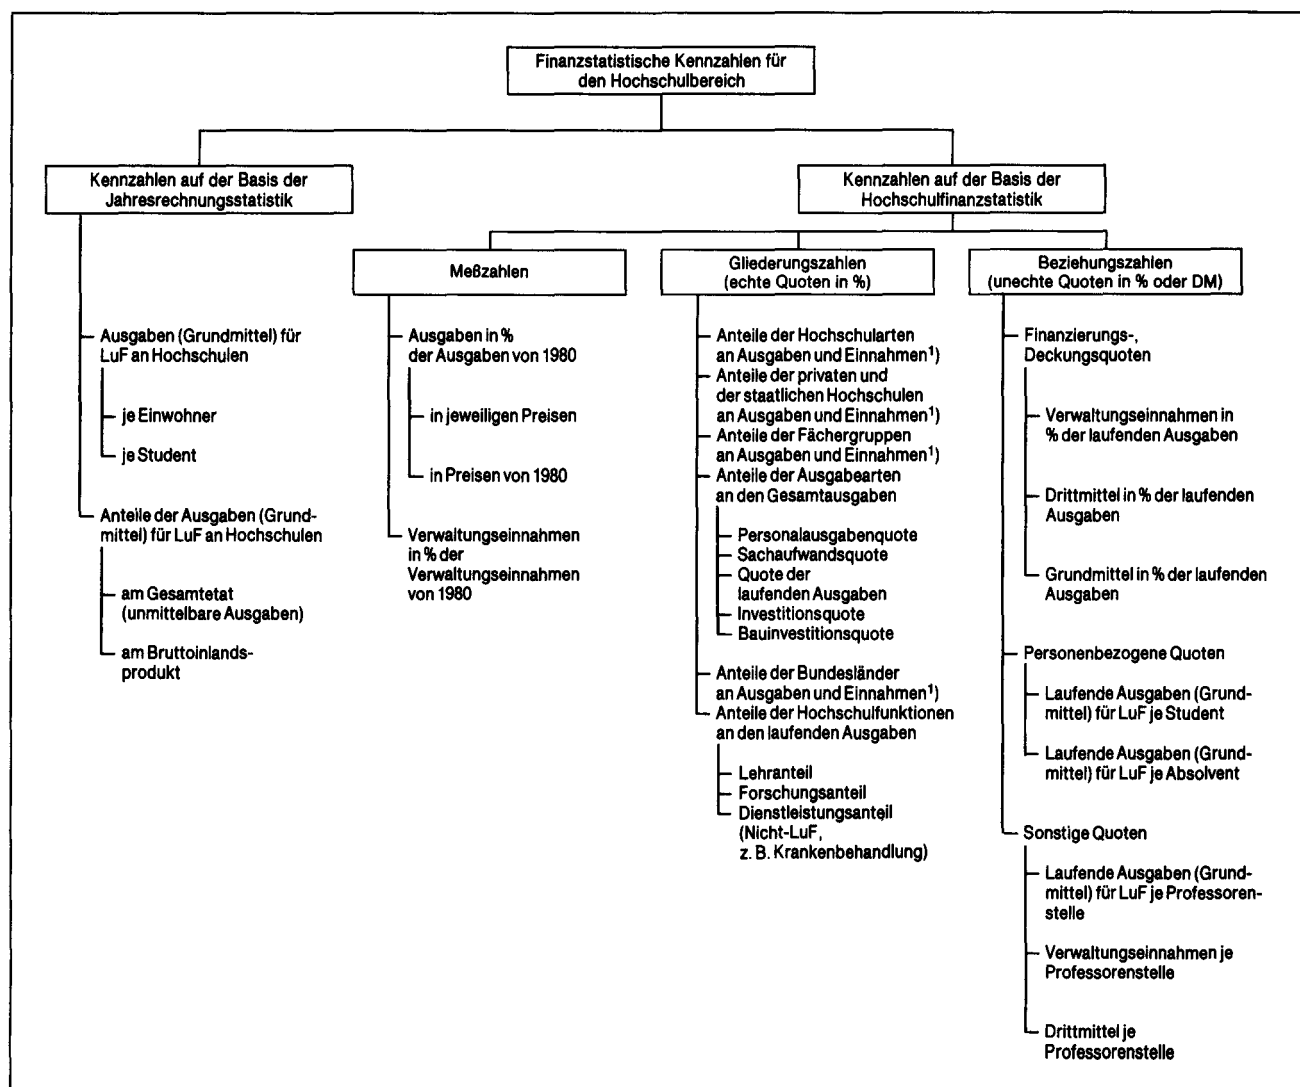 Finanzstatistische Kennzahlen für
den Hochschulbereich
Kennzahlen auf der Basis der
Jahresrechnungsstatistik
Kennzahlen auf der Basis der
Hochschulfinanzstatistik
Meßzahlen
Gliederungszahlen
(echte Quoten in %)
Beziehungszahlen
(unechte Quoten in % oder DM)
Ausgaben (Grundmittel) für
LuF an Hochschulen
je Einwohner
je Student
Anteile der Ausgaben (Grund-
mittel) für LuF an Hochschulen
am Gesamtetat
(unmittelbare Ausgaben)
am Bruttoinlands-
produkt
Ausgaben in %
der Ausgaben von 1980
in jeweiligen Preisen
in Preisen von 1980
Verwaltungseinnahmen
in % der
Verwaltungseinnahmen
von 1980
Anteile der Hochschularten
an Ausgaben und Einnahmen¹)
Anteile der privaten und
der staatlichen Hochschulen
an Ausgaben und Einnahmen¹)
Anteile der Fächergruppen
an Ausgaben und Einnahmen¹)
Anteile der Ausgabearten
an den Gesamtausgaben
Personalausgabenquote
Sachaufwandsquote
Quote der
laufenden Ausgaben
Investitionsquote
Bauinvestitionsquote
Anteile der Bundesländer
an Ausgaben und Einnahmen¹)
Anteile der Hochschulfunktionen
an den laufenden Ausgaben
Lehranteil
Forschungsanteil
Dienstleistungsanteil
(Nicht-LuF,
z. B. Krankenbehandlung)
Finanzierungs-,
Deckungsquoten
Verwaltungseinnahmen in
% der laufenden Ausgaben
Drittmittel in % der laufenden
Ausgaben
Grundmittel in % der laufenden
Ausgaben
Personenbezogene Quoten
Laufende Ausgaben (Grund-
mittel) für LuF je Student
Laufende Ausgaben (Grund-
mittel) für LuF je Absolvent
Sonstige Quoten
Laufende Ausgaben (Grund-
mittel) für LuF je Professoren-
stelle
Verwaltungseinnahmen je
Professorenstelle
Drittmittel je
Professorenstelle